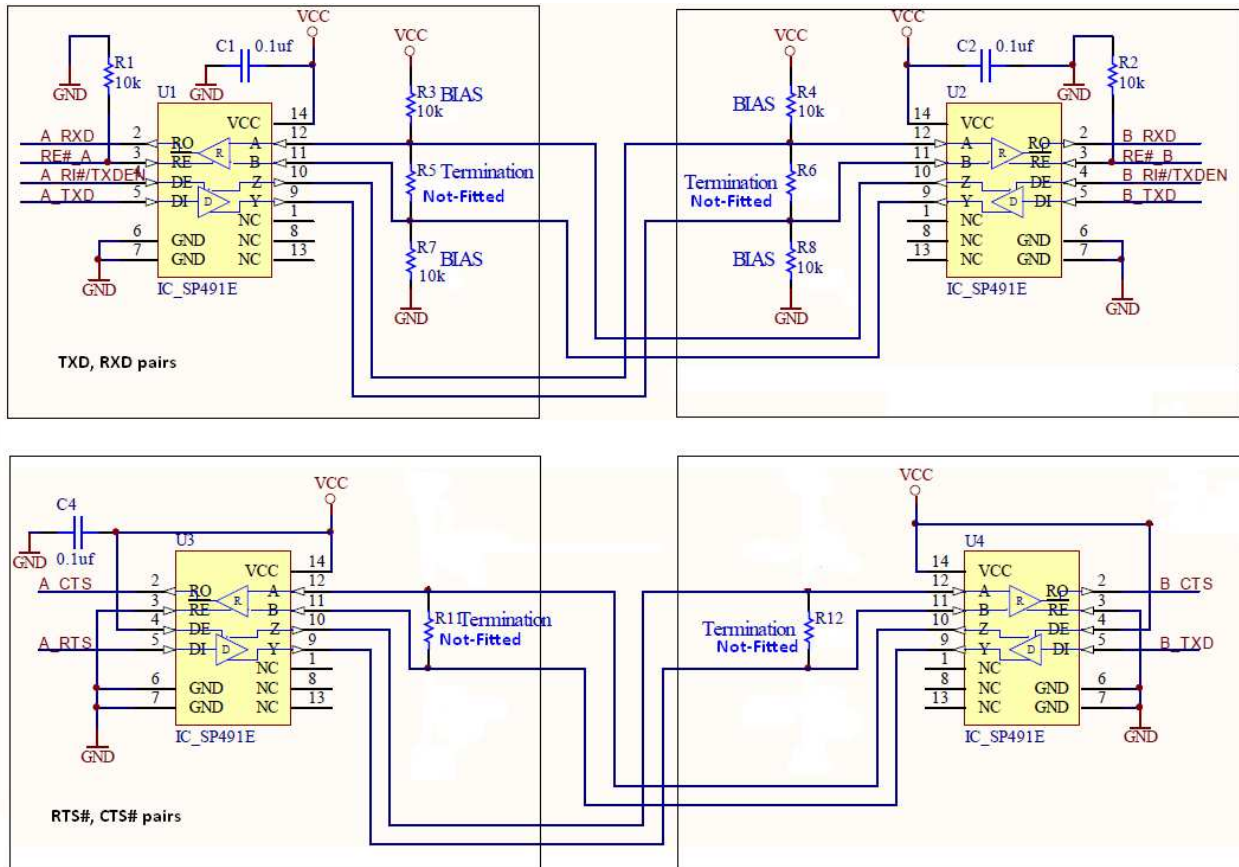 VCC
C1 0.1uf
R1
10k
GND
GND
U1
VCC
R3 BIAS
10k
14
VCC
A_RXD 2 RO A 12
RE#_A 3 RE R B 11
A_RI#/TXDEN 4 DE Z 10
A_TXD 5 DI D Y 9
NC 1
6 GND NC 8
7 GND NC 13
GND
IC_SP491E
R5 Termination
Not-Fitted
R7 BIAS
10k
GND
TXD, RXD pairs
VCC
R4
BIAS 10k
VCC
C2 0.1uf
GND
R2
10k
U2
14
VCC
12 A RO 2 B_RXD
11 B R RE 3 RE#_B
10 Z DE 4 B_RI#/TXDEN
9 Y D DI 5 B_TXD
1 NC
8 NC GND 6
13 NC GND 7
IC_SP491E
GND
Termination R6
Not-Fitted
BIAS R8
10k
GND
VCC
C4
GND
0.1uf
U3
14
VCC
A_CTS 2 RO A 12
3 RE R B 11
4 DE Z 10
A_RTS 5 DI D Y 9
NC 1
6 GND NC 8
7 GND NC 13
GND
IC_SP491E
R11 Termination
Not-Fitted
RTS#, CTS# pairs
VCC
U4
14
VCC
12 A RO 2 B_CTS
11 B R RE 3
10 Z DE 4
9 Y D DI 5 B_TXD
1 NC
8 NC GND 6
13 NC GND 7
IC_SP491E
GND
Termination R12
Not-Fitted